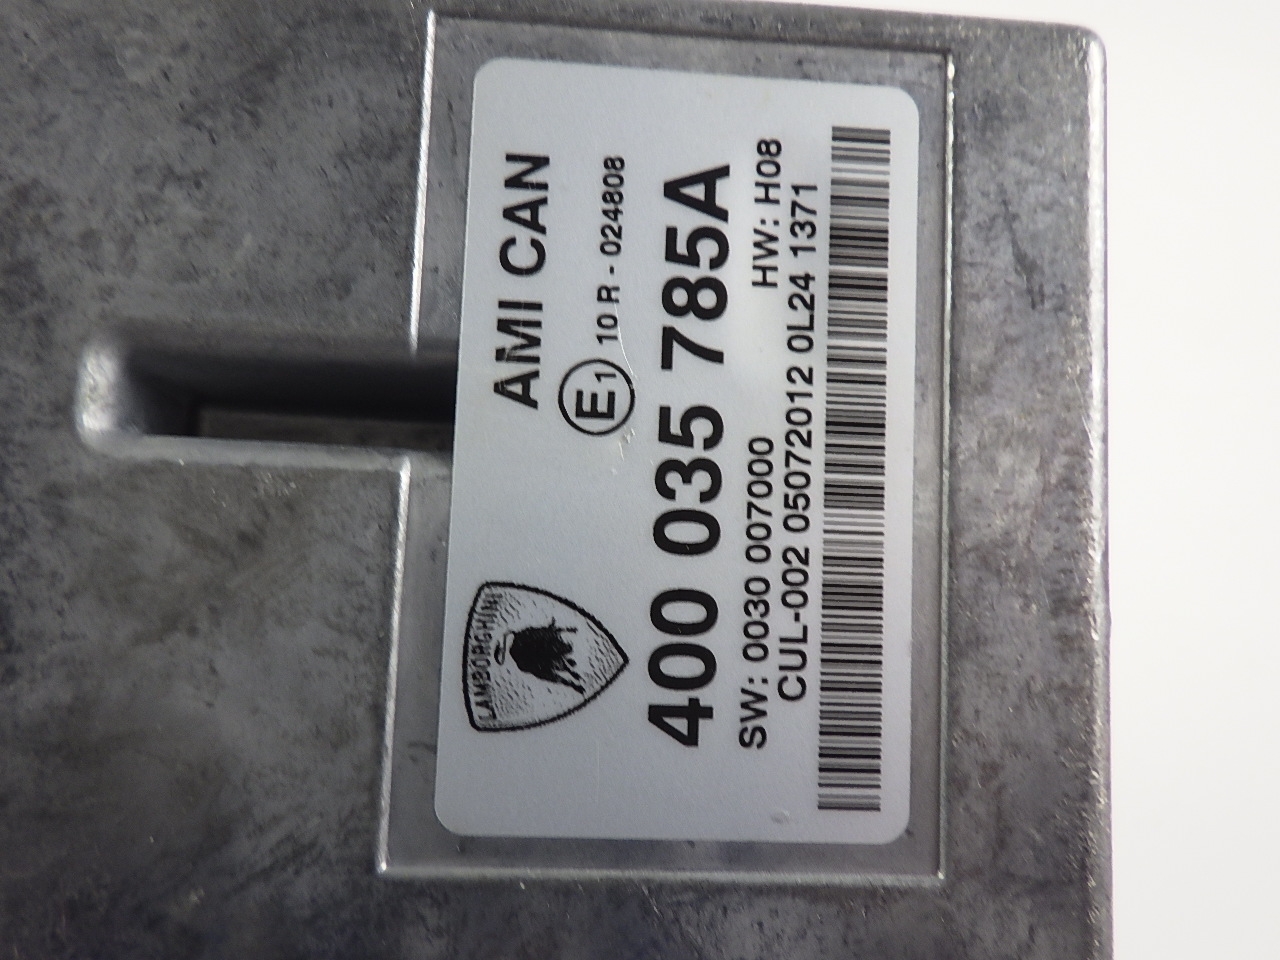 AMI CAN
E1 10 R - 024808
LAMBORGHINI
400 035 785A
SW: 0030 007000 HW: H08
CUL-002 05072012 0L24 1371